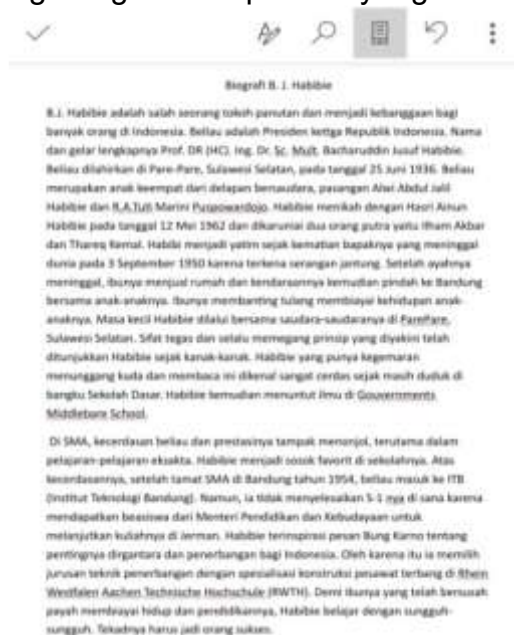 Biografi B. J. Habibie
B.J. Habibie adalah salah seorang tokoh panutan dan menjadi kebanggaan bagi
banyak orang di Indonesia. Beliau adalah Presiden ketiga Republik Indonesia. Nama
dan gelar lengkapnya Prof. DR (HC). Ing. Dr. Sc. Mult. Bacharuddin Jusuf Habibie.
Beliau dilahirkan di Pare-Pare, Sulawesi Selatan, pada tanggal 25 Juni 1936. Beliau
merupakan anak keempat dari delapan bersaudara, pasangan Alwi Abdul Jalil
Habibie dan R.A.Tuti Marini Puspowardojo. Habibie menikah dengan Hasri Ainun
Habibie pada tanggal 12 Mei 1962 dan dikaruniai dua orang putra yaitu Ilham Akbar
dan Thareq Kemal. Habibi menjadi yatim sejak kematian bapaknya yang meninggal
dunia pada 3 September 1950 karena terkena serangan jantung. Setelah ayahnya
meninggal, ibunya menjual rumah dan kendaraannya kemudian pindah ke Bandung
bersama anak-anaknya. Ibunya membanting tulang membiayai kehidupan anak-
anaknya. Masa kecil Habibie dilalui bersama saudara-saudaranya di ParePare,
Sulawesi Selatan. Sifat tegas dan selalu memegang prinsip yang diyakini telah
ditunjukkan Habibie sejak kanak-kanak. Habibie yang punya kegemaran
menunggang kuda dan membaca ini dikenal sangat cerdas sejak masih duduk di
bangku Sekolah Dasar. Habibie kemudian menuntut ilmu di Gouvernments
Middlebare School.
Di SMA, kecerdasan beliau dan prestasinya tampak menonjol, terutama dalam
pelajaran-pelajaran eksakta. Habibie menjadi sosok favorit di sekolahnya. Atas
kecerdasannya, setelah tamat SMA di Bandung tahun 1954, beliau masuk ke ITB
(Institut Teknologi Bandung). Namun, ia tidak menyelesaikan S-1 nya di sana karena
mendapatkan beasiswa dari Menteri Pendidikan dan Kebudayaan untuk
melanjutkan kuliahnya di Jerman. Habibie terinspirasi pesan Bung Karno tentang
pentingnya dirgantara dan penerbangan bagi Indonesia. Oleh karena itu ia memilih
jurusan teknik penerbangan dengan spesialisasi konstruksi pesawat terbang di Rhein
Westfalen Aachen Technische Hochschule (RWTH). Demi ibunya yang telah bersusah
payah membiayai hidup dan pendidikannya, Habibie belajar dengan sungguh-
sungguh. Tekadnya harus jadi orang sukses.